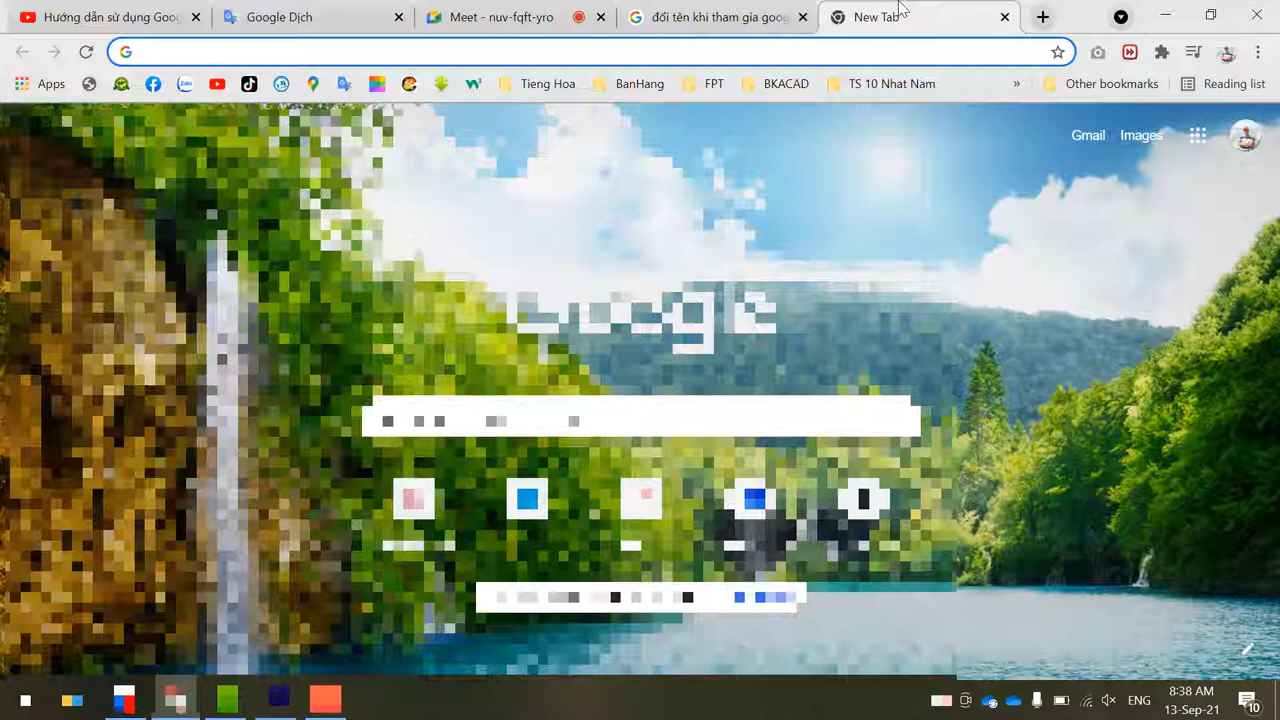 Hướng dẫn sử dụng Goog
Google Dịch
Meet - nuv-fqft-yro
đổi tên khi tham gia goog
New Tab
Apps
Zalo
Tieng Hoa
BanHang
FPT
BKACAD
TS 10 Nhat Nam
»
Other bookmarks
Reading list
Gmail
Images
Google
ENG
8:38 AM
13-Sep-21
10